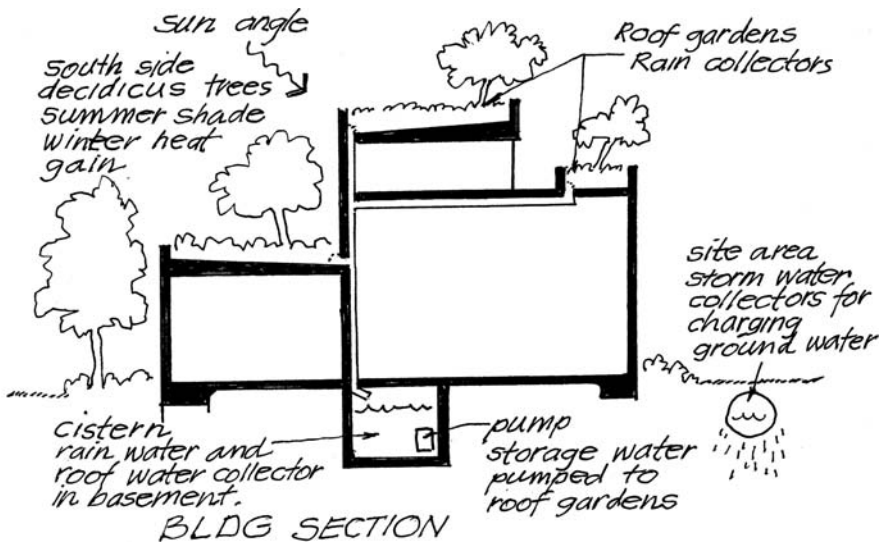 sun angle
south side
decidicus trees
summer shade
winter heat
gain
Roof gardens
Rain collectors
site area
storm water
collectors for
charging
ground water
cistern
rain water and
roof water collector
in basement.
pump
storage water
pumped to
roof gardens
BLDG SECTION